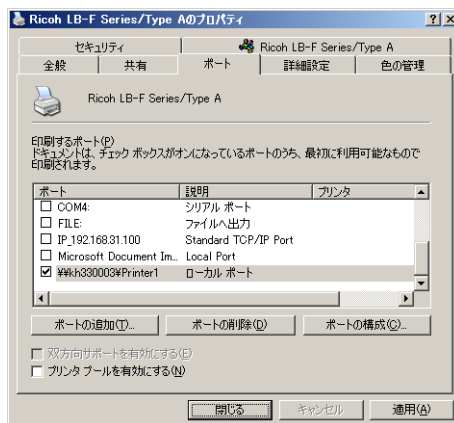 Ricoh LB-F Series/Type Aのプロパティ
セキュリティ
Ricoh LB-F Series/Type A
全般
共有
ポート
詳細設定
色の管理
Ricoh LB-F Series/Type A
印刷するポート(P)
ドキュメントは、チェック ボックスがオンになっているポートのうち、最初に利用可能なもので
印刷されます。
ポート 説明 プリンタ
COM4: シリアル ポート
FILE: ファイルへ出力
IP_192.168.31.100 Standard TCP/IP Port
Microsoft Document Im... Local Port
¥¥kh330003¥Printer1 ローカル ポート
ポートの追加(T)... ポートの削除(D) ポートの構成(C)...
双方向サポートを有効にする(E)
プリンタ プールを有効にする(N)
閉じる キャンセル 適用(A)